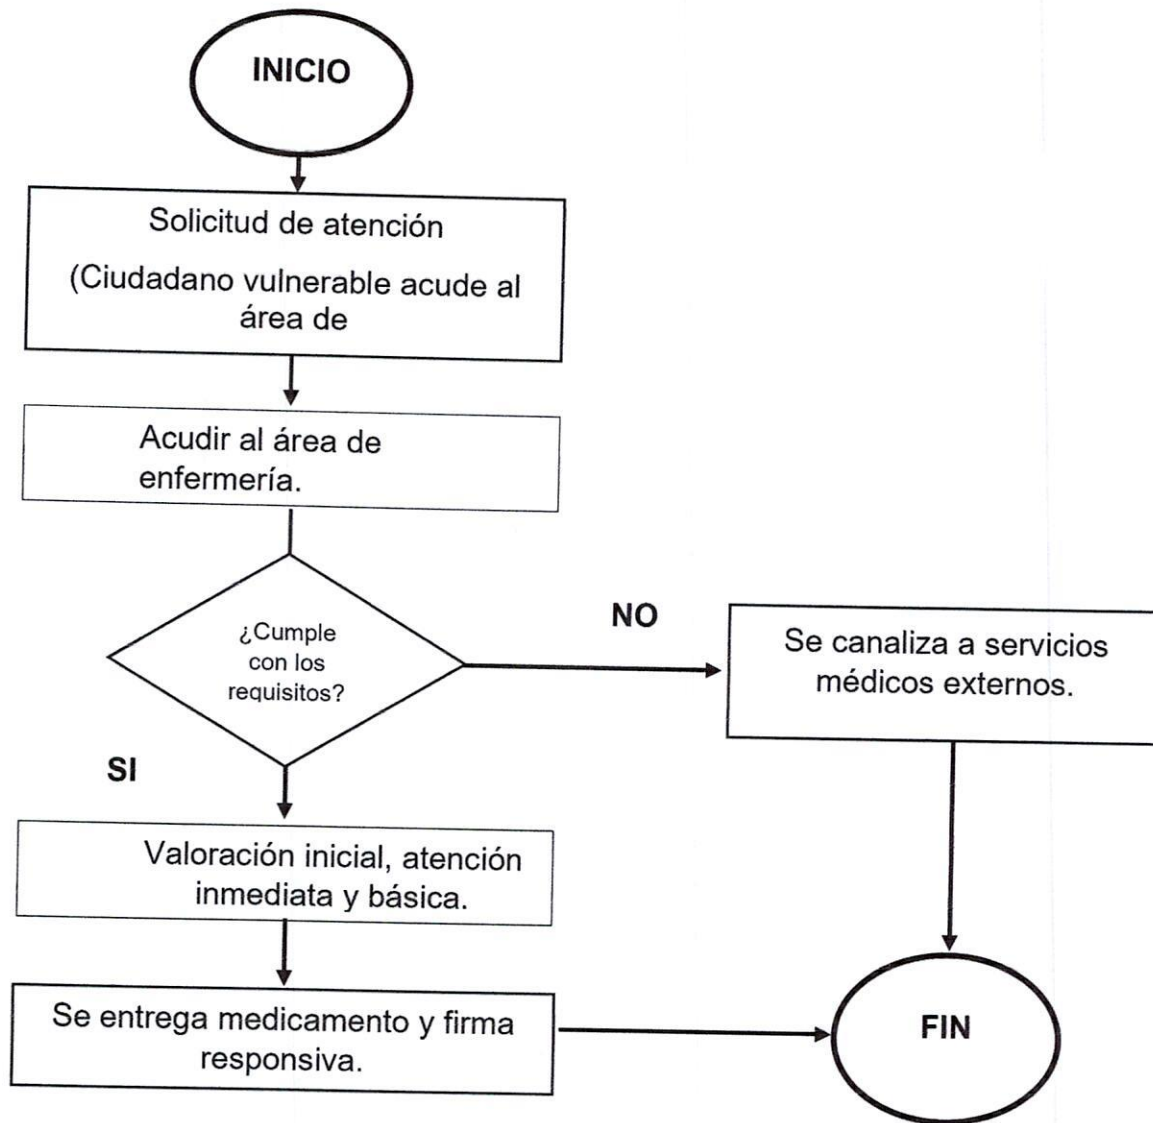 INICIO
Solicitud de atención
(Ciudadano vulnerable acude al
área de
Acudir al área de
enfermería.
¿Cumple
con los
requisitos?
NO
Se canaliza a servicios
médicos externos.
SI
Valoración inicial, atención
inmediata y básica.
Se entrega medicamento y firma
responsiva.
FIN